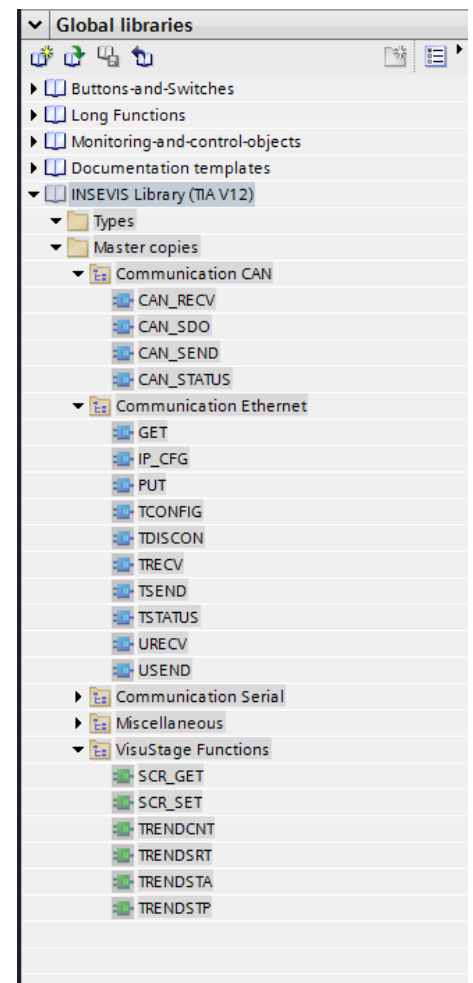 Global libraries
Buttons-and-Switches
Long Functions
Monitoring-and-control-objects
Documentation templates
INSEVIS Library (TIA V12)
Types
Master copies
Communication CAN
CAN_RECV
CAN_SDO
CAN_SEND
CAN_STATUS
Communication Ethernet
GET
IP_CFG
PUT
TCONFIG
TDISCON
TRECV
TSEND
TSTATUS
URECV
USEND
Communication Serial
Miscellaneous
VisuStage Functions
SCR_GET
SCR_SET
TRENDCNT
TRENDSRT
TRENDSTA
TRENDSTP